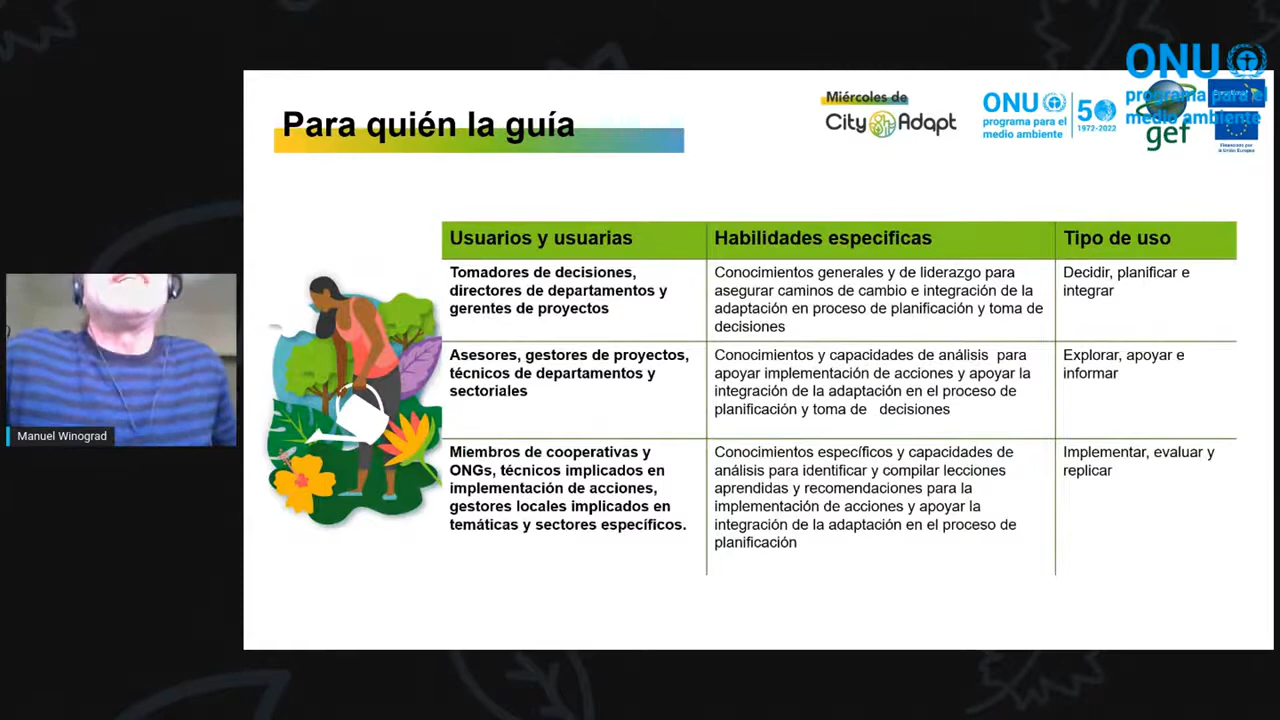 ONU
programa para el
medio ambiente
Miércoles de
CityAdapt
ONU
programa para el
medio ambiente
50
1972-2022
gef
Financiado por
la Unión Europea
Para quién la guía
Usuarios y usuarias
Habilidades especificas
Tipo de uso
Tomadores de decisiones,
directores de departamentos y
gerentes de proyectos
Conocimientos generales y de liderazgo para
asegurar caminos de cambio e integración de la
adaptación en proceso de planificación y toma de
decisiones
Decidir, planificar e
integrar
Asesores, gestores de proyectos,
técnicos de departamentos y
sectoriales
Conocimientos y capacidades de análisis para
apoyar implementación de acciones y apoyar la
integración de la adaptación en el proceso de
planificación y toma de decisiones
Explorar, apoyar e
informar
Miembros de cooperativas y
ONGs, técnicos implicados en
implementación de acciones,
gestores locales implicados en
temáticas y sectores específicos.
Conocimientos específicos y capacidades de
análisis para identificar y compilar lecciones
aprendidas y recomendaciones para la
implementación de acciones y apoyar la
integración de la adaptación en el proceso de
planificación
Implementar, evaluar y
replicar
Manuel Winograd